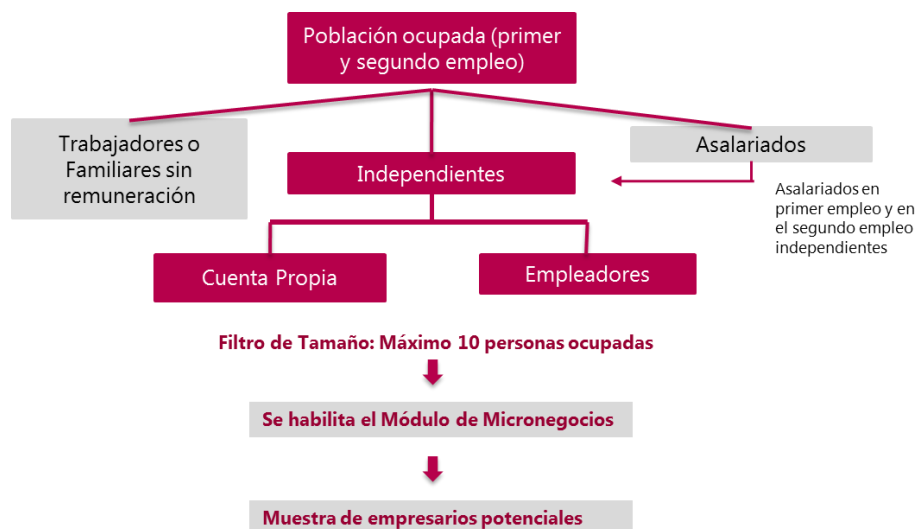 Población ocupada (primer
y segundo empleo)
Trabajadores o
Familiares sin
remuneración
Independientes
Asalariados
Asalariados en
primer empleo y en
el segundo empleo
independientes
Cuenta Propia
Empleadores
Filtro de Tamaño: Máximo 10 personas ocupadas
Se habilita el Módulo de Micronegocios
Muestra de empresarios potenciales